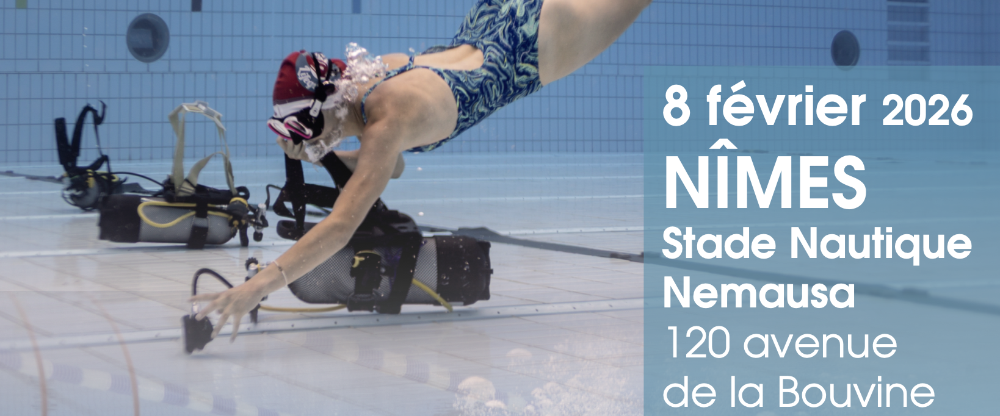 8 février 2026
NÎMES
Stade Nautique
Nemausa
120 avenue
de la Bouvine